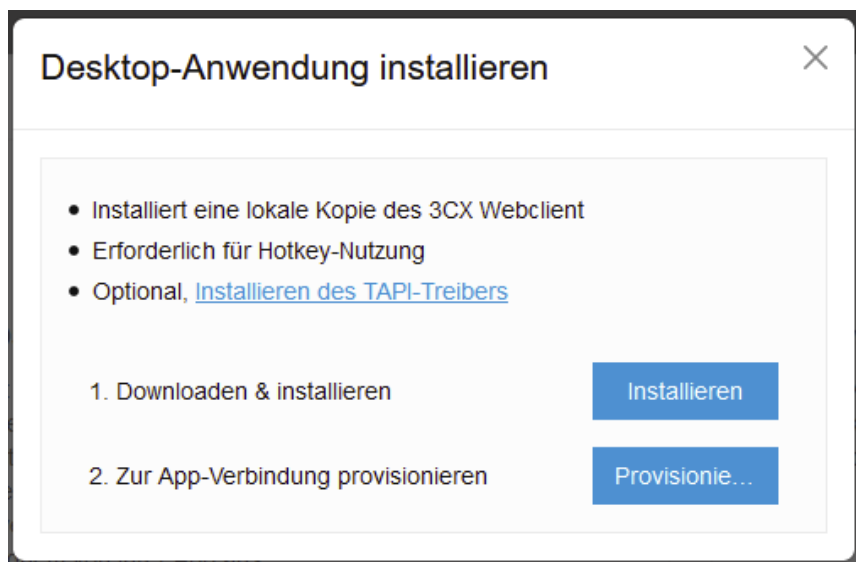 Desktop-Anwendung installieren
Installiert eine lokale Kopie des 3CX Webclient
Erforderlich für Hotkey-Nutzung
Optional, Installieren des TAPI-Treibers
1. Downloaden & installieren
Installieren
2. Zur App-Verbindung provisionieren
Provisionie...